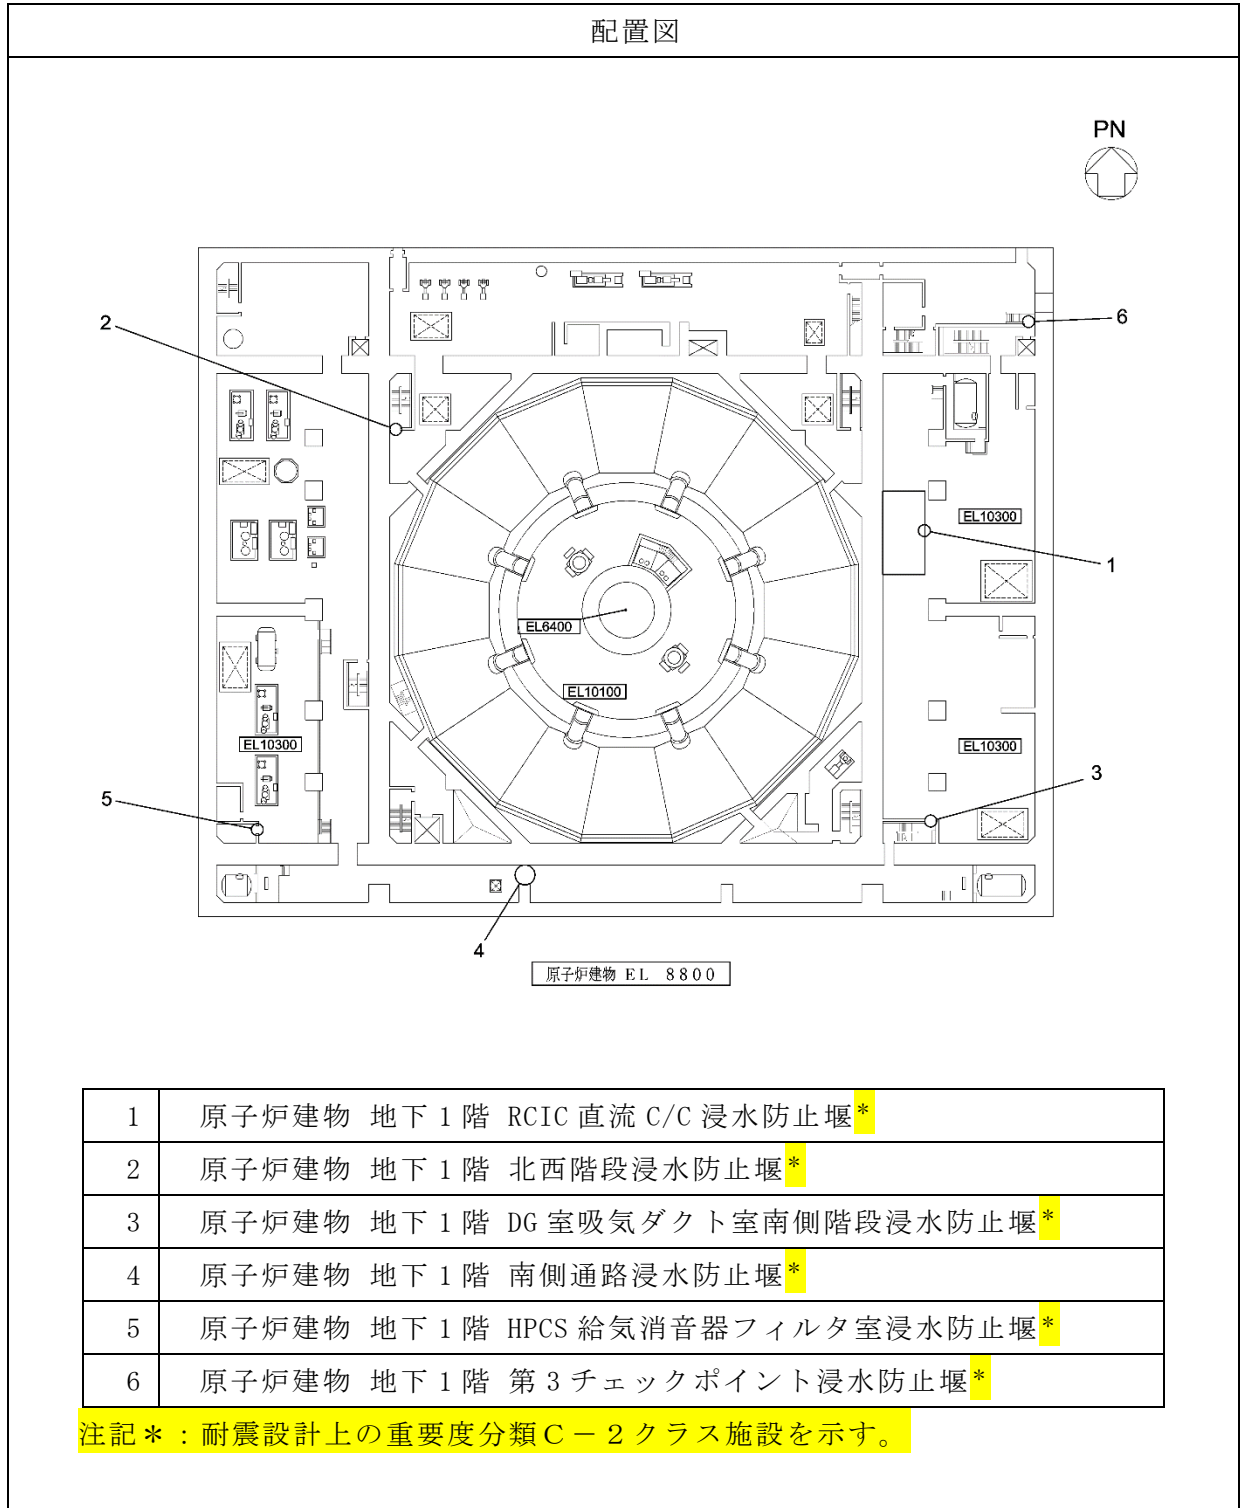 配置図
PN
2
6
EL10300
1
EL6400
EL10100
EL10300
EL10300
3
5
4
原子炉建物 EL 8800
1 原子炉建物 地下1階 RCIC直流C/C浸水防止堰*
2 原子炉建物 地下1階 北西階段浸水防止堰*
3 原子炉建物 地下1階 DG室吸気ダクト室南側階段浸水防止堰*
4 原子炉建物 地下1階 南側通路浸水防止堰*
5 原子炉建物 地下1階 HPCS給気消音器フィルタ室浸水防止堰*
6 原子炉建物 地下1階 第3チェックポイント浸水防止堰*
注記＊：耐震設計上の重要度分類Ｃ－２クラス施設を示す。